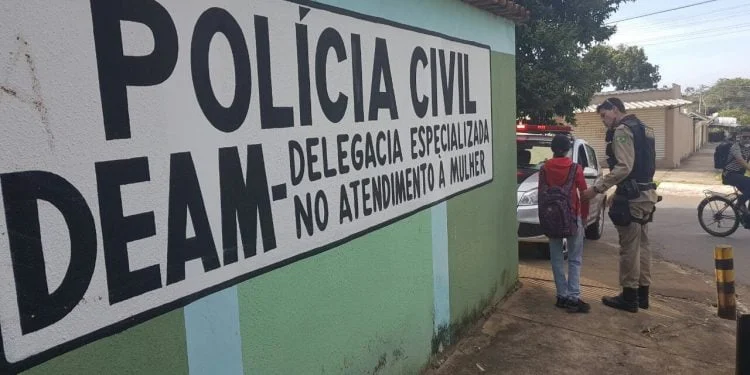 POLÍCIA CIVIL
DEAM-DELEGACIA ESPECIALIZADA
NO ATENDIMENTO À MULHER